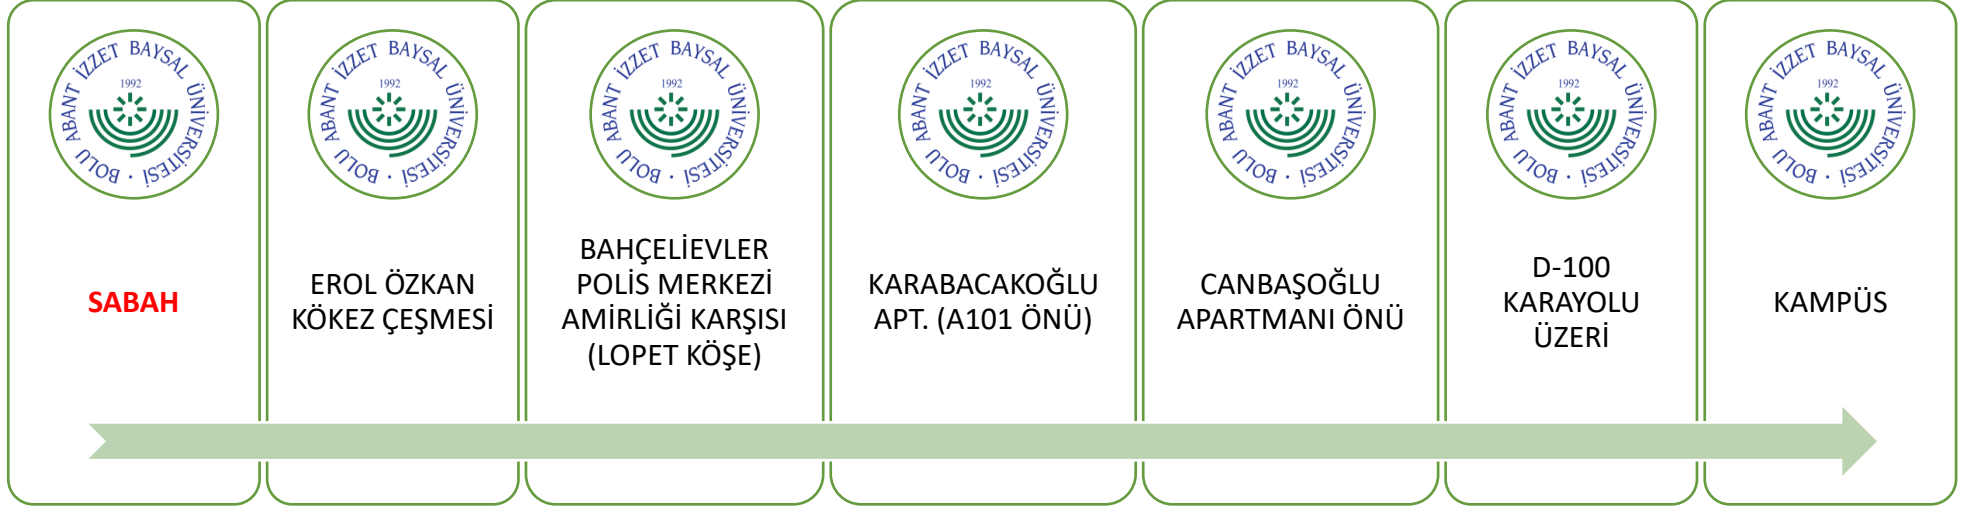 BOLU ABANT İZZET BAYSAL ÜNİVERSİTESİ
1992
SABAH
BOLU ABANT İZZET BAYSAL ÜNİVERSİTESİ
1992
EROL ÖZKAN
KÖKEZ ÇEŞMESİ
BOLU ABANT İZZET BAYSAL ÜNİVERSİTESİ
1992
BAHÇELİEVLER
POLİS MERKEZİ
AMİRLİĞİ KARŞISI
(LOPET KÖŞE)
BOLU ABANT İZZET BAYSAL ÜNİVERSİTESİ
1992
KARABACAKOĞLU
APT. (A101 ÖNÜ)
BOLU ABANT İZZET BAYSAL ÜNİVERSİTESİ
1992
CANBAŞOĞLU
APARTMANI ÖNÜ
BOLU ABANT İZZET BAYSAL ÜNİVERSİTESİ
1992
D-100
KARAYOLU
ÜZERİ
BOLU ABANT İZZET BAYSAL ÜNİVERSİTESİ
1992
KAMPÜS